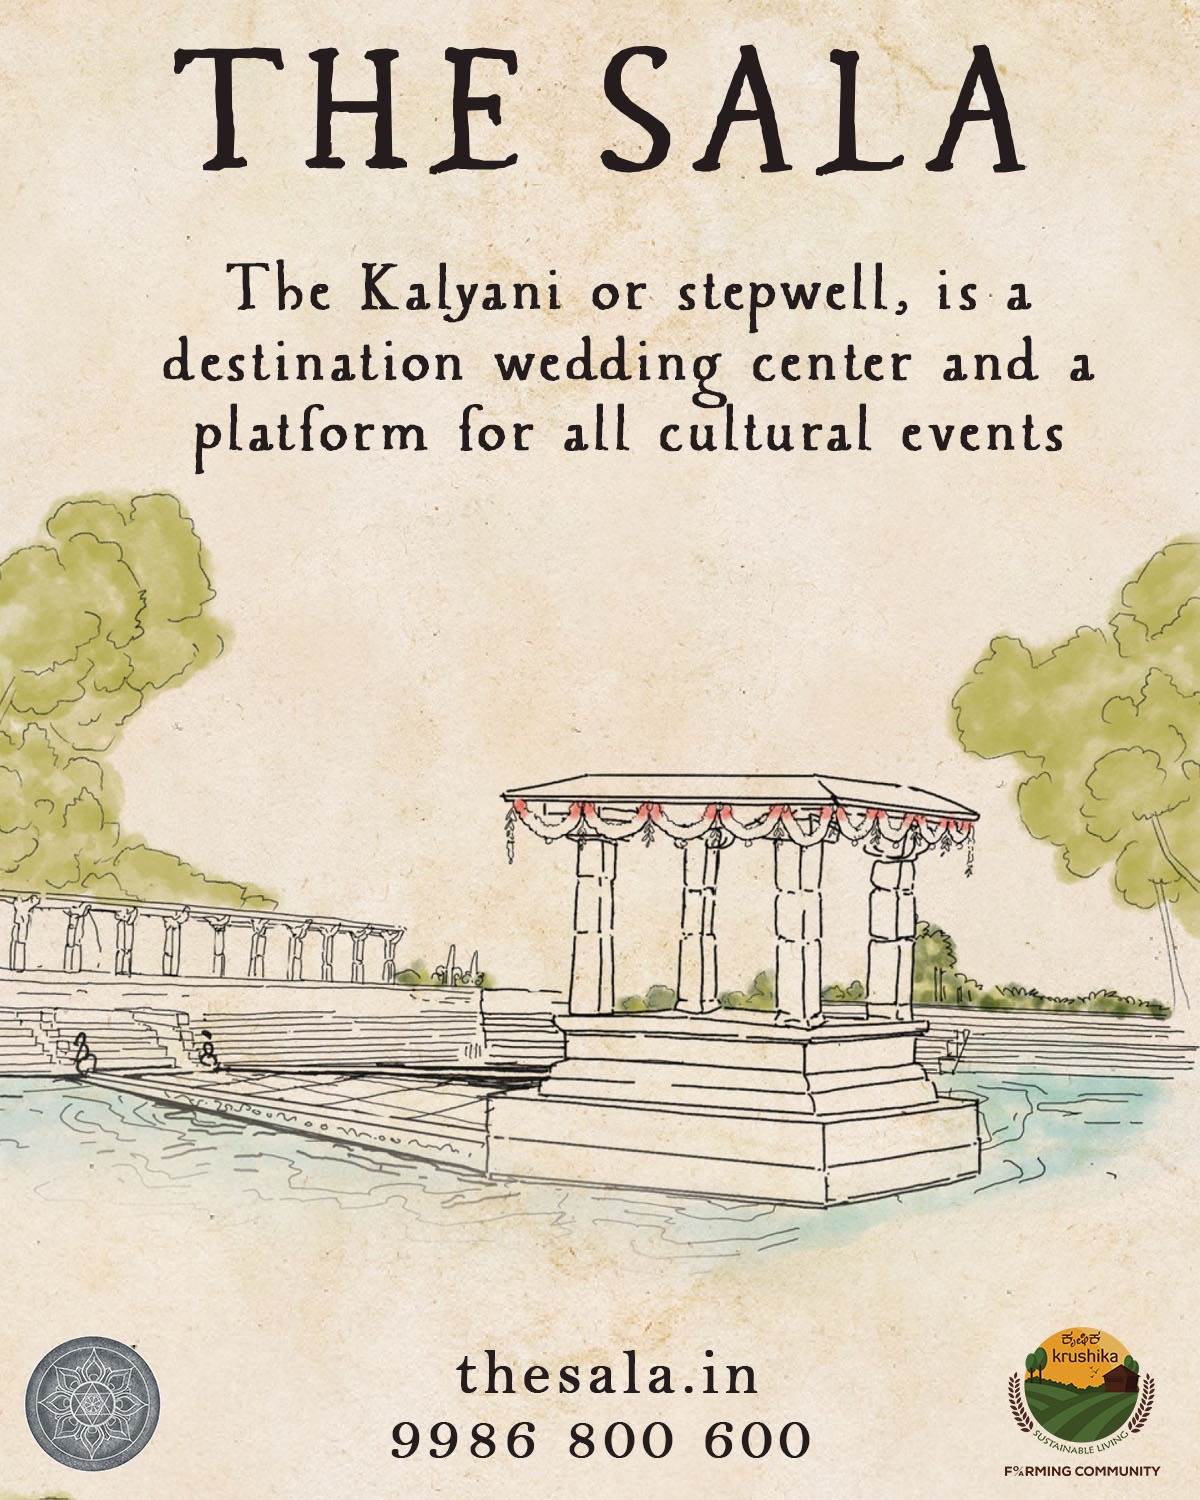 THE SALA
The Kalyani or stepwell, is a
destination wedding center and a
platform for all cultural events
thesala.in
9986 800 600
ಕೃಷಿಕ
krushika
SUSTAINABLE LIVING
F%RMING COMMUNITY